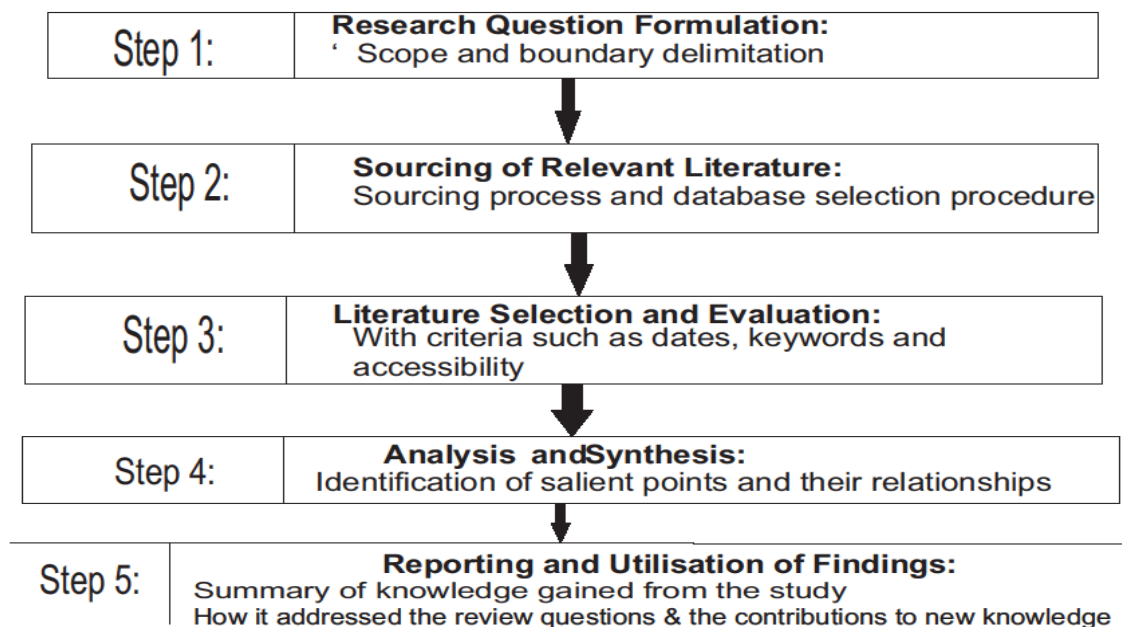 Step 1:
Research Question Formulation:
‘ Scope and boundary delimitation
Step 2:
Sourcing of Relevant Literature:
Sourcing process and database selection procedure
Step 3:
Literature Selection and Evaluation:
With criteria such as dates, keywords and
accessibility
Step 4:
Analysis andSynthesis:
Identification of salient points and their relationships
Step 5:
Reporting and Utilisation of Findings:
Summary of knowledge gained from the study
How it addressed the review questions & the contributions to new knowledge